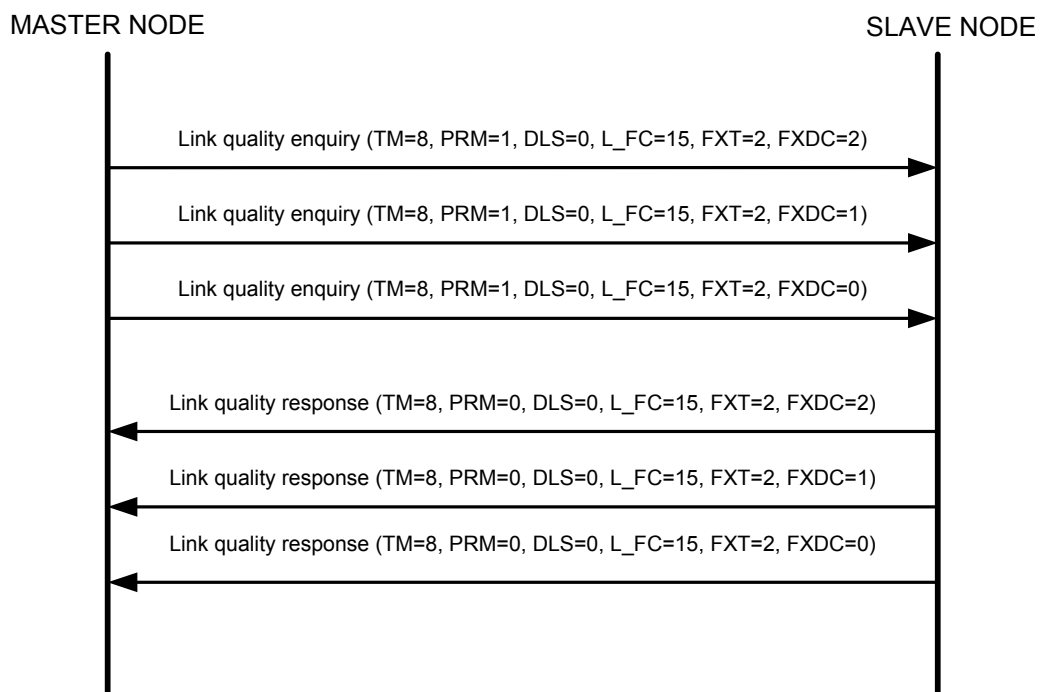 MASTER NODE
SLAVE NODE
Link quality enquiry (TM=8, PRM=1, DLS=0, L_FC=15, FXT=2, FXDC=2)
Link quality enquiry (TM=8, PRM=1, DLS=0, L_FC=15, FXT=2, FXDC=1)
Link quality enquiry (TM=8, PRM=1, DLS=0, L_FC=15, FXT=2, FXDC=0)
Link quality response (TM=8, PRM=0, DLS=0, L_FC=15, FXT=2, FXDC=2)
Link quality response (TM=8, PRM=0, DLS=0, L_FC=15, FXT=2, FXDC=1)
Link quality response (TM=8, PRM=0, DLS=0, L_FC=15, FXT=2, FXDC=0)